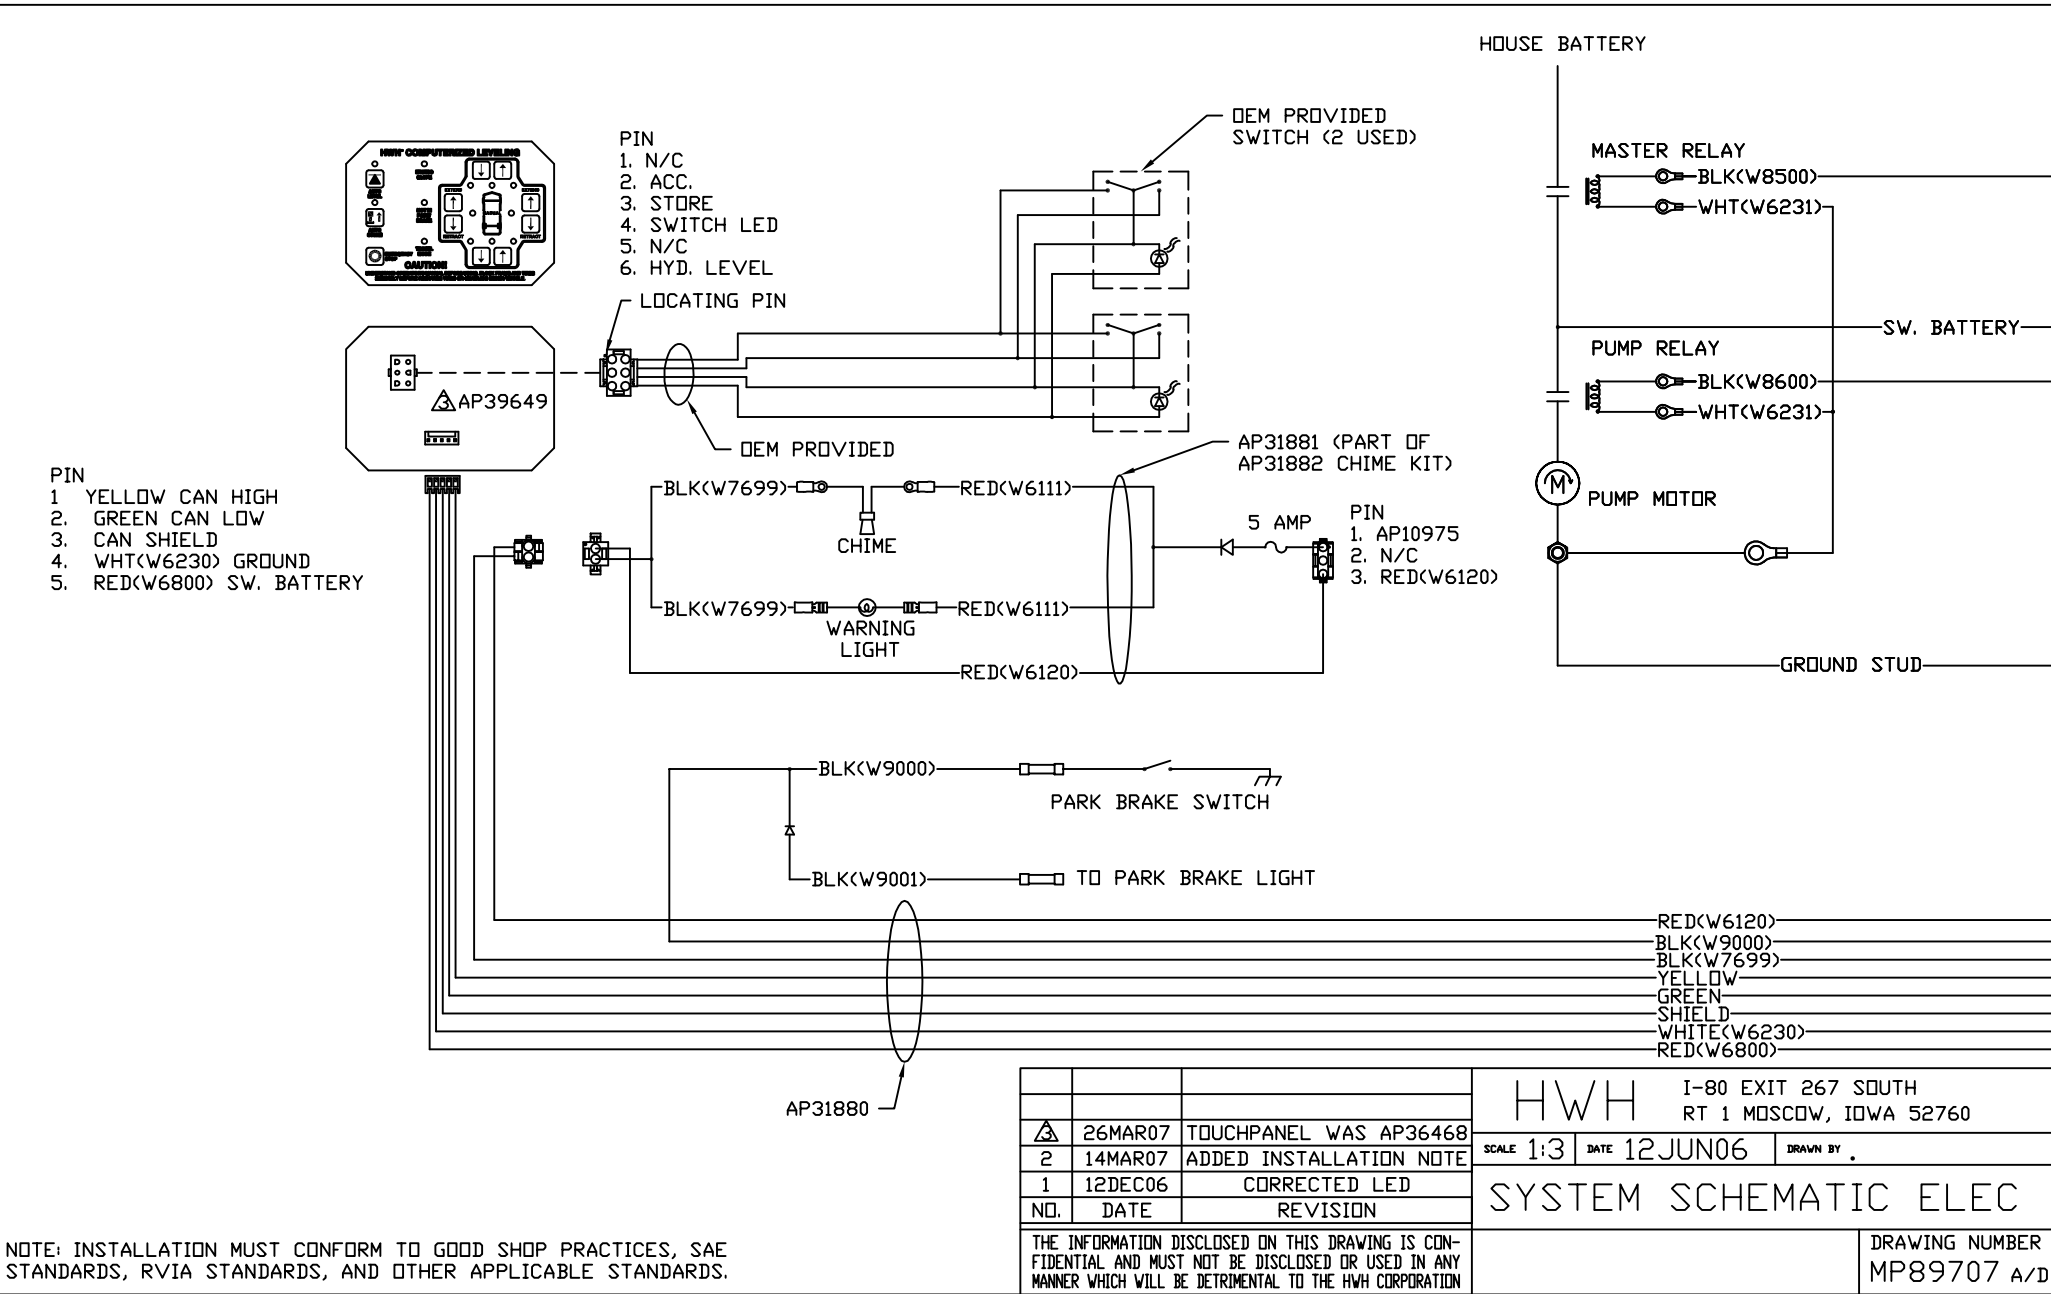 HOUSE BATTERY
OEM PROVIDED
SWITCH (2 USED)
HWH COMPUTERIZED LEVELING
CAUTION!
PIN
1. N/C
2. ACC.
3. STORE
4. SWITCH LED
5. N/C
6. HYD. LEVEL
LOCATING PIN
MASTER RELAY
BLK(W8500)
WHT(W6231)
SW. BATTERY
PUMP RELAY
BLK(W8600)
WHT(W6231)
3 AP39649
OEM PROVIDED
AP31881 (PART OF
AP31882 CHIME KIT)
M
PUMP MOTOR
PIN
1 YELLOW CAN HIGH
2. GREEN CAN LOW
3. CAN SHIELD
4. WHT(W6230) GROUND
5. RED(W6800) SW. BATTERY
BLK(W7699)
RED(W6111)
CHIME
5 AMP
PIN
1. AP10975
2. N/C
3. RED(W6120)
BLK(W7699)
RED(W6111)
WARNING
LIGHT
RED(W6120)
GROUND STUD
BLK(W9000)
PARK BRAKE SWITCH
BLK(W9001)
TO PARK BRAKE LIGHT
RED(W6120)
BLK(W9000)
BLK(W7699)
YELLOW
GREEN
SHIELD
WHITE(W6230)
RED(W6800)
AP31880
3 26MAR07 TOUCHPANEL WAS AP36468
2 14MAR07 ADDED INSTALLATION NOTE
1 12DEC06 CORRECTED LED
NO. DATE REVISION
THE INFORMATION DISCLOSED ON THIS DRAWING IS CON-
FIDENTIAL AND MUST NOT BE DISCLOSED OR USED IN ANY
MANNER WHICH WILL BE DETRIMENTAL TO THE HWH CORPORATION
HWH
I-80 EXIT 267 SOUTH
RT 1 MOSCOW, IOWA 52760
SCALE 1:3 DATE 12JUN06 DRAWN BY .
SYSTEM SCHEMATIC ELEC
DRAWING NUMBER
MP89707 A/D
NOTE: INSTALLATION MUST CONFORM TO GOOD SHOP PRACTICES, SAE
STANDARDS, RVIA STANDARDS, AND OTHER APPLICABLE STANDARDS.